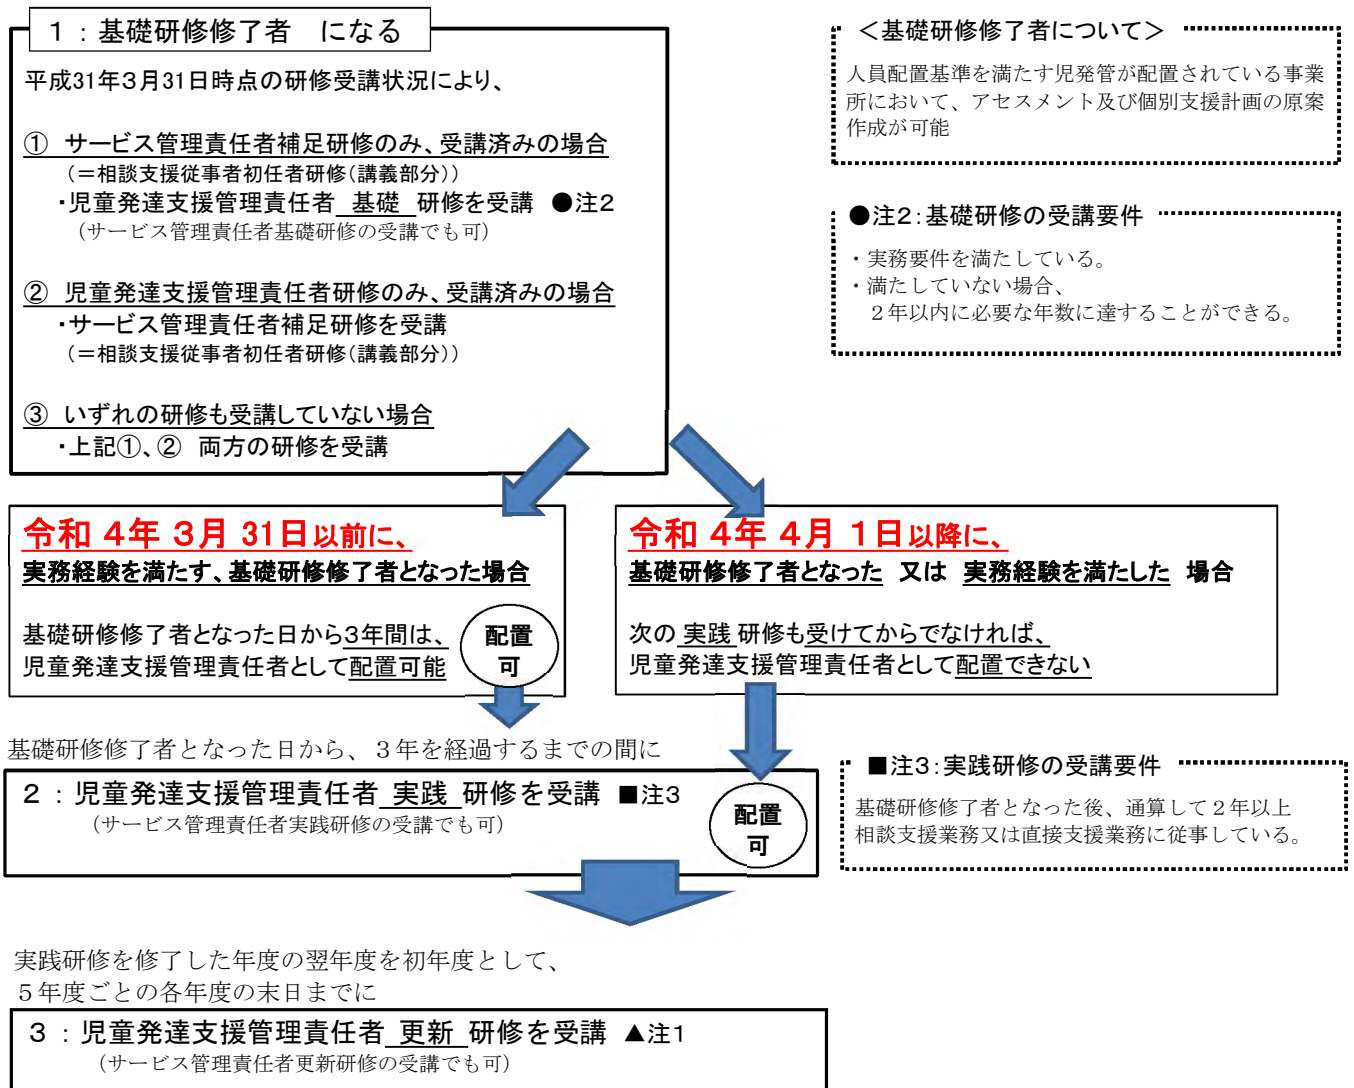 1：基礎研修修了者　になる
平成31年3月31日時点の研修受講状況により、
①　サービス管理責任者補足研修のみ、受講済みの場合
（＝相談支援従事者初任者研修（講義部分））
・児童発達支援管理責任者 基礎 研修を受講　●注2
（サービス管理責任者基礎研修の受講でも可）
②　児童発達支援管理責任者研修のみ、受講済みの場合
・サービス管理責任者補足研修を受講
（＝相談支援従事者初任者研修（講義部分））
③　いずれの研修も受講していない場合
・上記①、②　両方の研修を受講
＜基礎研修修了者について＞
人員配置基準を満たす児発管が配置されている事業
所において、アセスメント及び個別支援計画の原案
作成が可能
●注2：基礎研修の受講要件
・実務要件を満たしている。
・満たしていない場合、
２年以内に必要な年数に達することができる。
令和 4年 3月 31日以前に、
実務経験を満たす、基礎研修修了者となった場合
基礎研修修了者となった日から3年間は、
児童発達支援管理責任者として配置可能
配置
可
令和 4年 4月 1日以降に、
基礎研修修了者となった　又は　実務経験を満たした　場合
次の 実践 研修も受けてからでなければ、
児童発達支援管理責任者として配置できない
基礎研修修了者となった日から、３年を経過するまでの間に
2：児童発達支援管理責任者 実践 研修を受講　■注3
（サービス管理責任者実践研修の受講でも可）
配置
可
■注3：実践研修の受講要件
基礎研修修了者となった後、通算して２年以上
相談支援業務又は直接支援業務に従事している。
実践研修を修了した年度の翌年度を初年度として、
５年度ごとの各年度の末日までに
3：児童発達支援管理責任者 更新 研修を受講　▲注1
（サービス管理責任者更新研修の受講でも可）